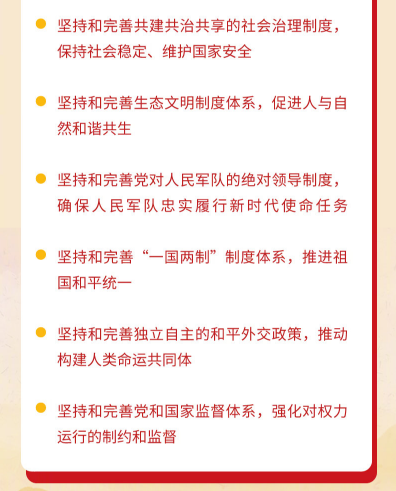 坚持和完善共建共治共享的社会治理制度，
保持社会稳定、维护国家安全
坚持和完善生态文明制度体系，促进人与自
然和谐共生
坚持和完善党对人民军队的绝对领导制度，
确保人民军队忠实履行新时代使命任务
坚持和完善“一国两制”制度体系，推进祖
国和平统一
坚持和完善独立自主的和平外交政策，推动
构建人类命运共同体
坚持和完善党和国家监督体系，强化对权力
运行的制约和监督